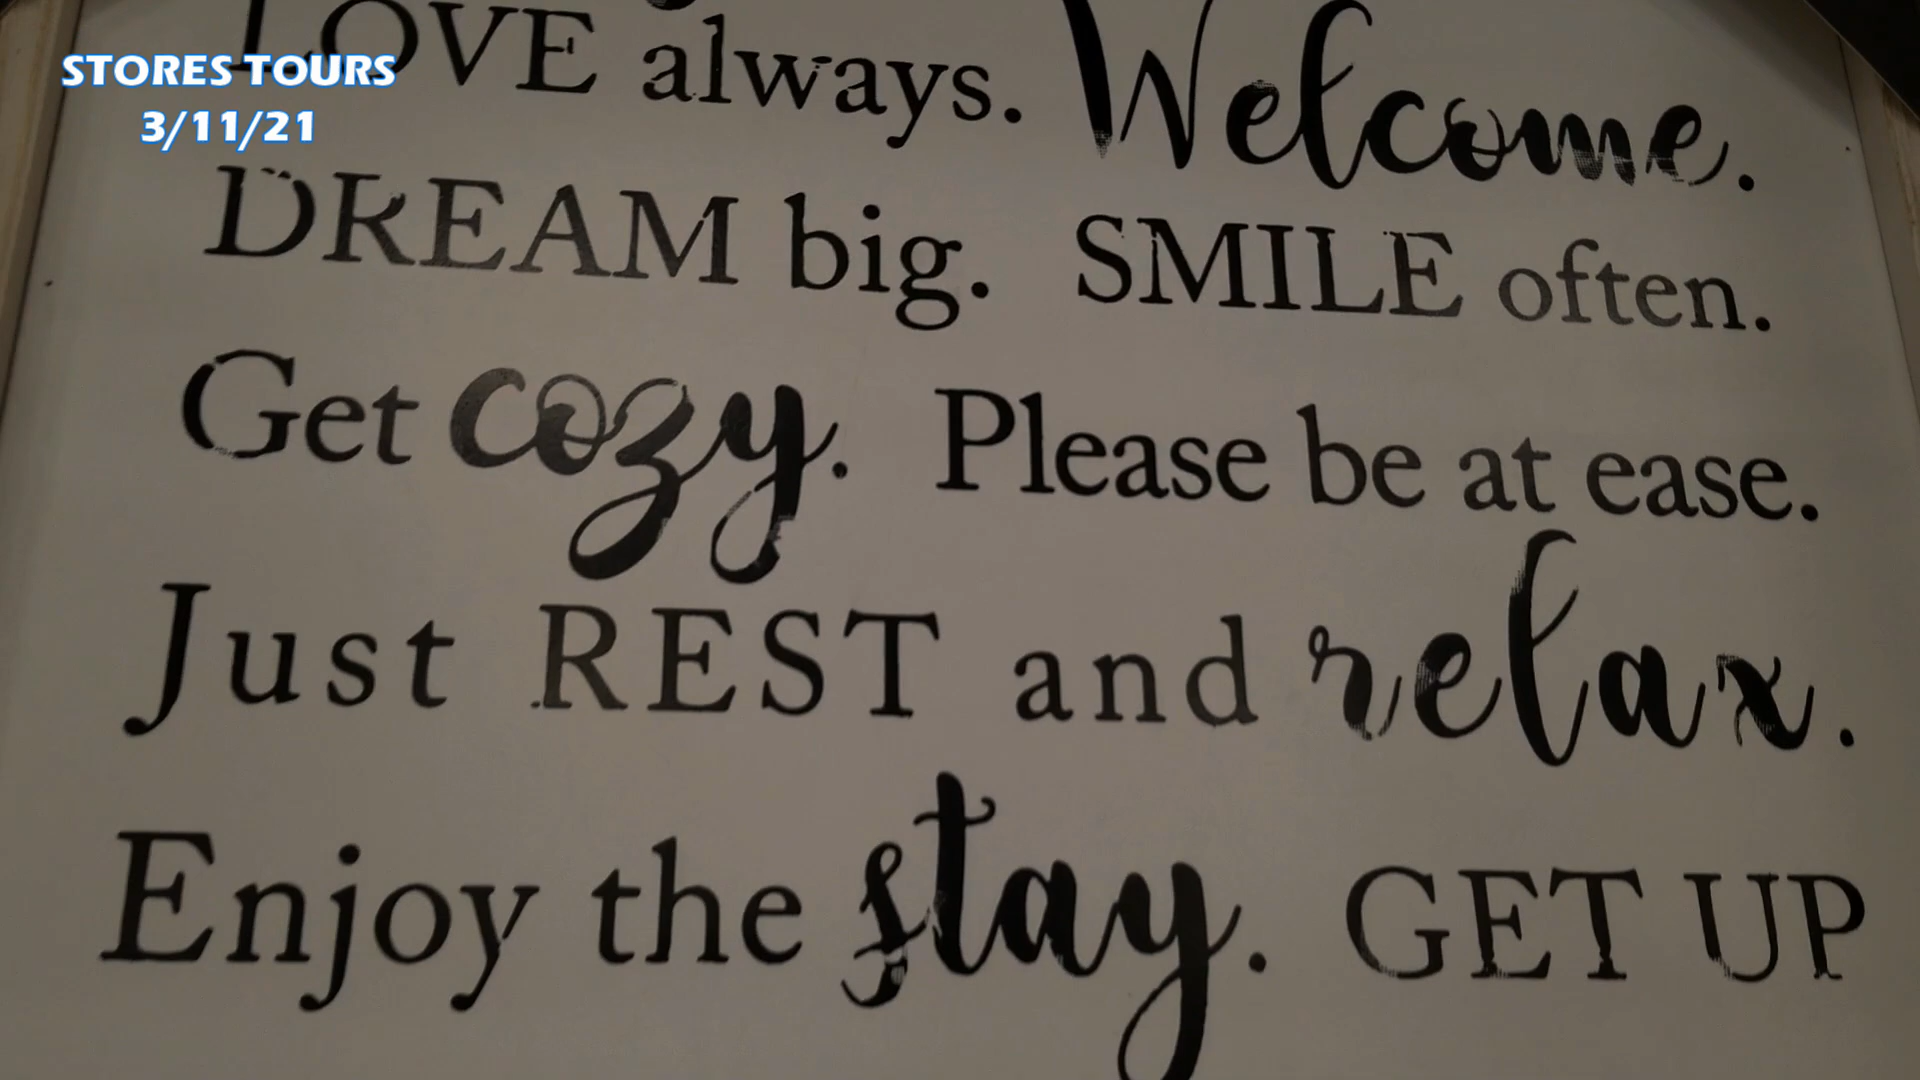 STORES TOURS
3/11/21
LOVE always. Welcome.
DREAM big. SMILE often.
Get cozy. Please be at ease.
Just REST and relax.
Enjoy the stay. GET UP